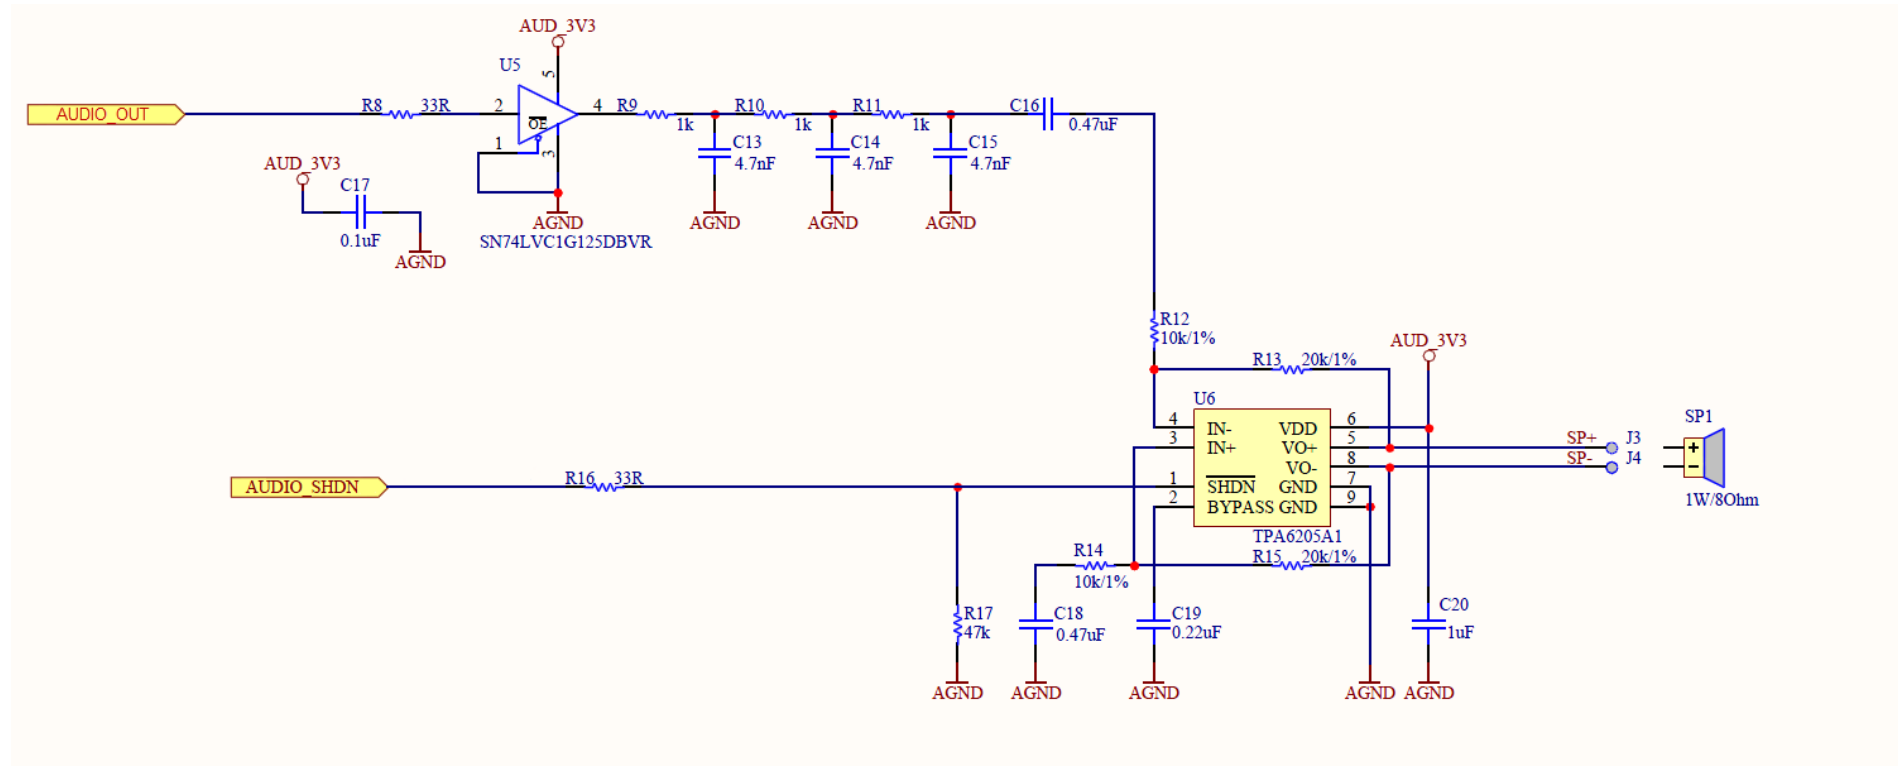 AUD_3V3
U5
5
AUDIO_OUT
R8
33R
2
4
R9
R10
R11
C16
OE
1k
1k
1k
0.47uF
1
3
C13
C14
C15
4.7nF
4.7nF
4.7nF
AUD_3V3
C17
0.1uF
AGND
AGND
AGND
AGND
AGND
SN74LVC1G125DBVR
R12
10k/1%
AUD_3V3
R13
20k/1%
U6
SP1
4
IN-
VDD
6
3
IN+
VO+
5
SP+
J3
+
VO-
8
SP-
J4
-
AUDIO_SHDN
R16
33R
1
SHDN
GND
7
2
BYPASS
GND
9
1W/8Ohm
TPA6205A1
R14
R15
20k/1%
10k/1%
R17
47k
C18
0.47uF
C19
0.22uF
C20
1uF
AGND
AGND
AGND
AGND
AGND